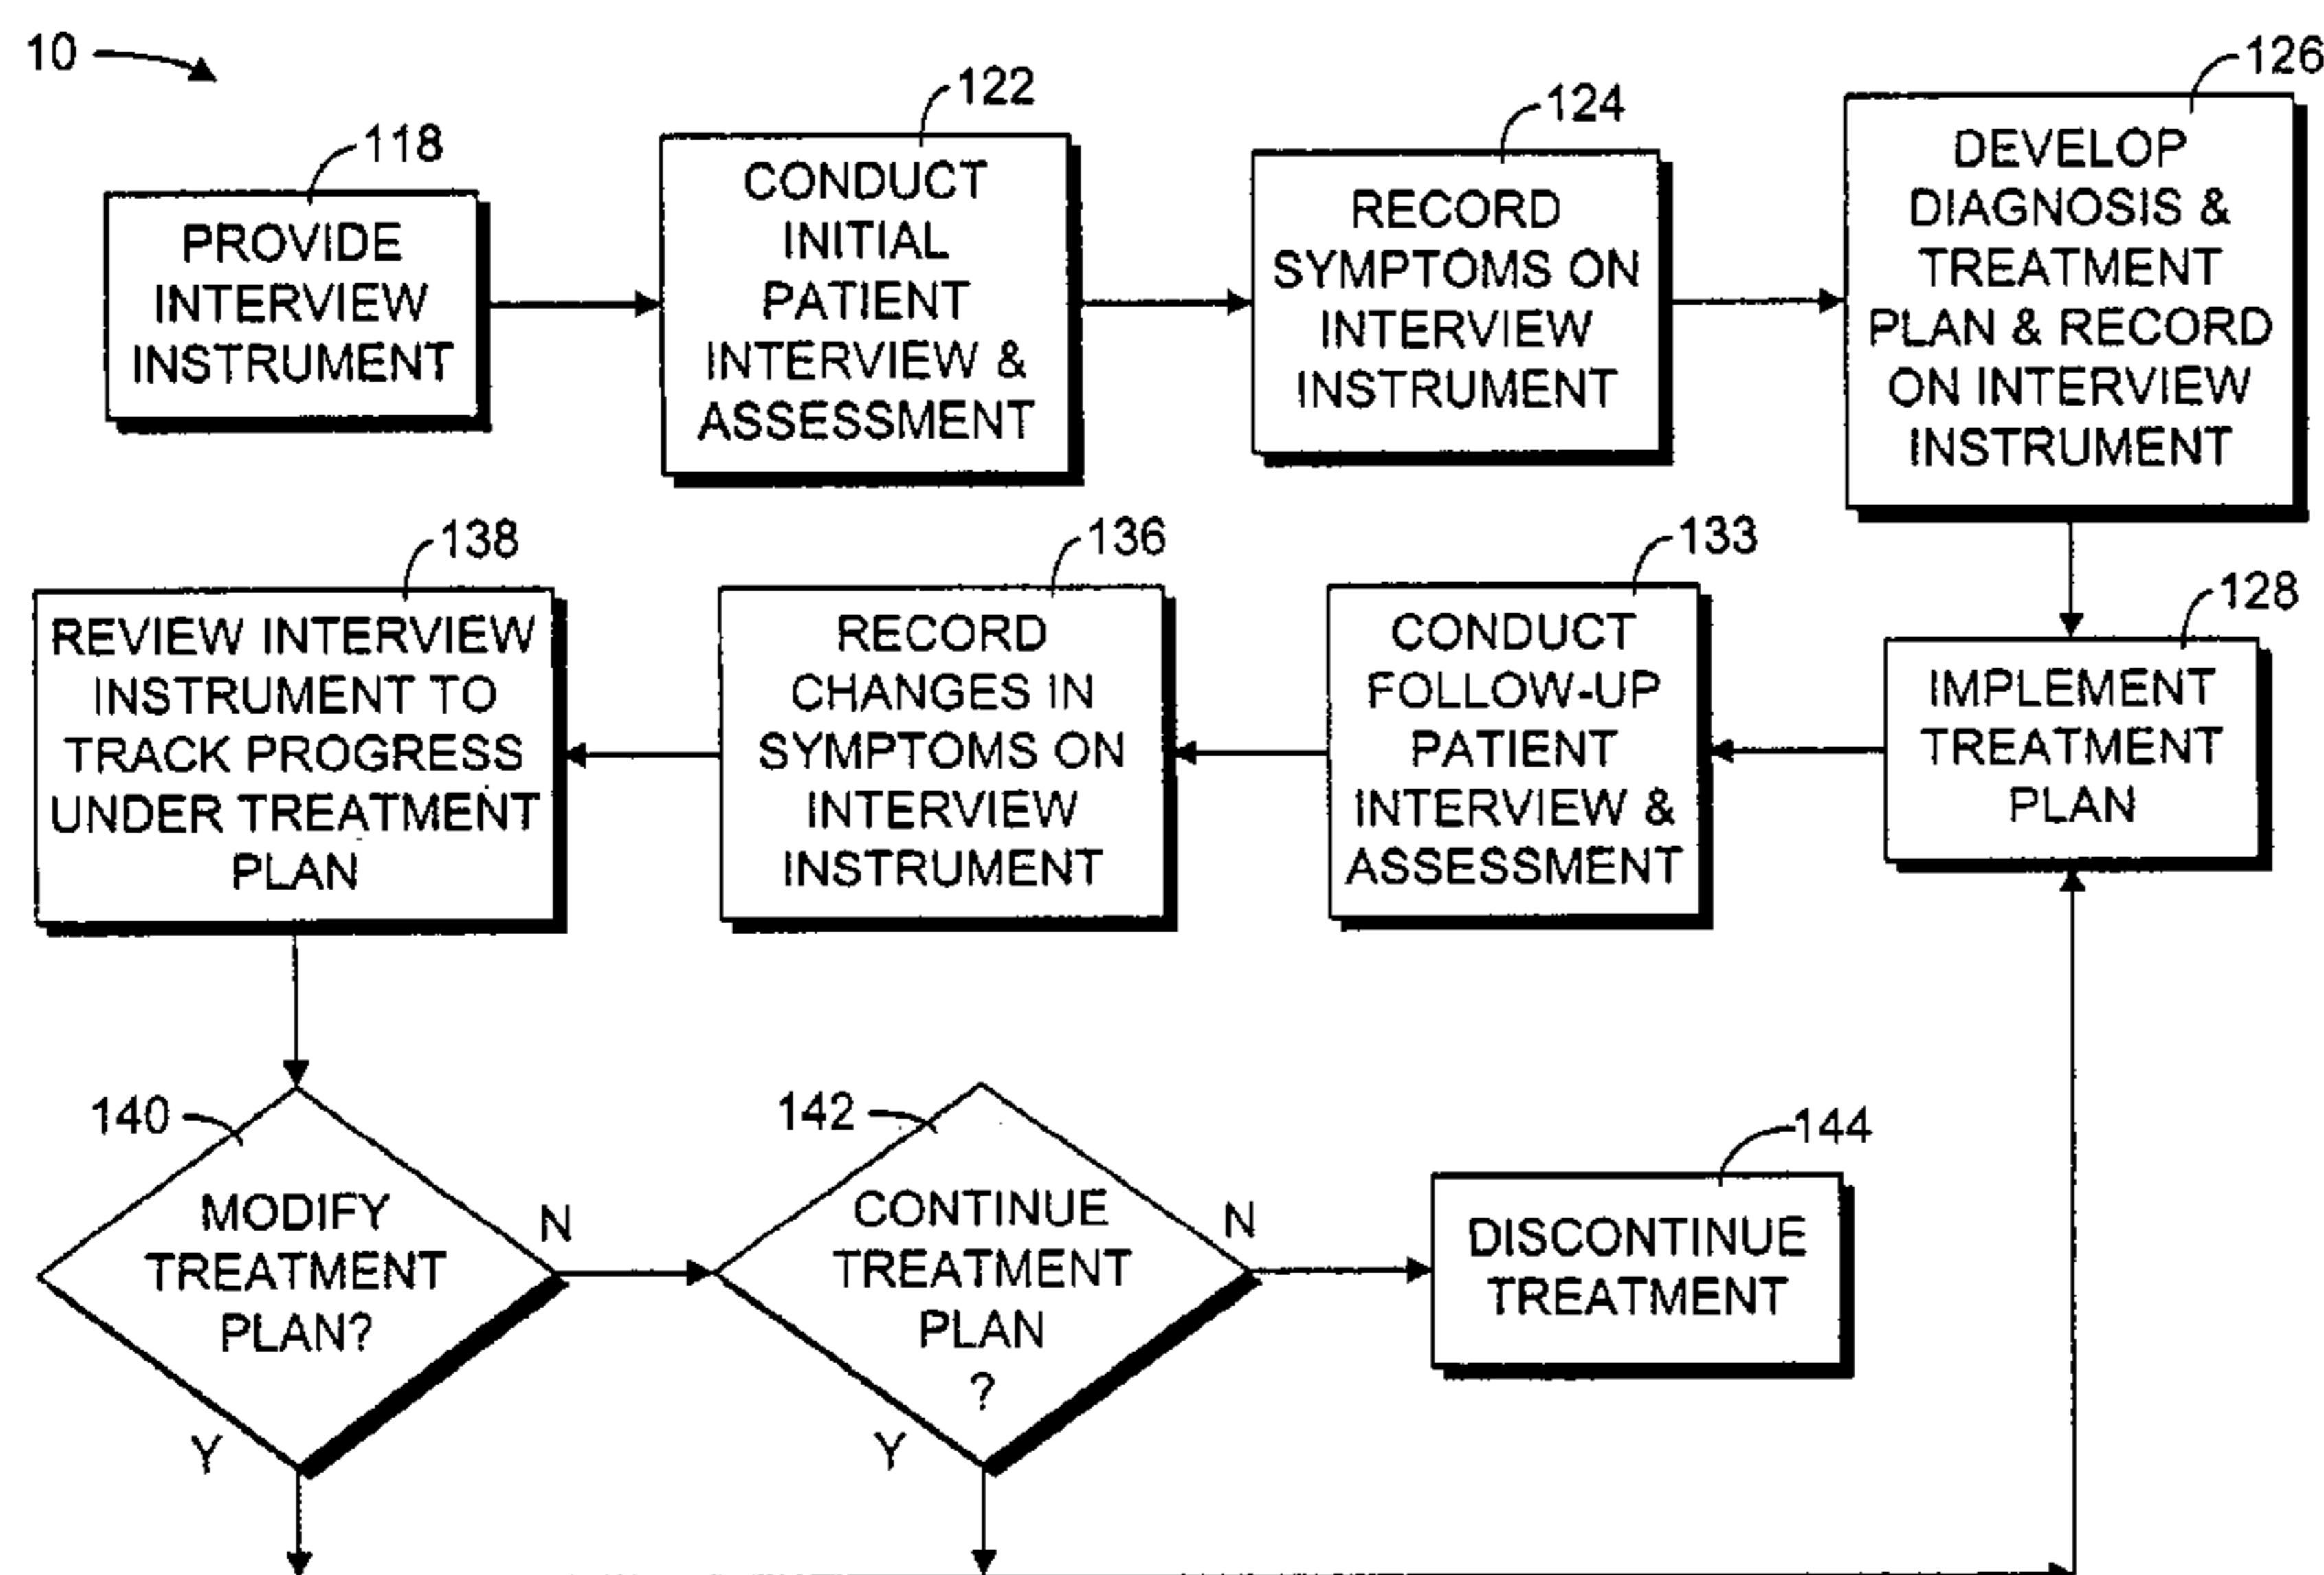 10
118
PROVIDE
INTERVIEW
INSTRUMENT
122
CONDUCT
INITIAL
PATIENT
INTERVIEW &
ASSESSMENT
124
RECORD
SYMPTOMS ON
INTERVIEW
INSTRUMENT
126
DEVELOP
DIAGNOSIS &
TREATMENT
PLAN & RECORD
ON INTERVIEW
INSTRUMENT
128
IMPLEMENT
TREATMENT
PLAN
133
CONDUCT
FOLLOW-UP
PATIENT
INTERVIEW &
ASSESSMENT
136
RECORD
CHANGES IN
SYMPTOMS ON
INTERVIEW
INSTRUMENT
138
REVIEW INTERVIEW
INSTRUMENT TO
TRACK PROGRESS
UNDER TREATMENT
PLAN
140
MODIFY
TREATMENT
PLAN?
N
Y
142
CONTINUE
TREATMENT
PLAN
?
N
Y
144
DISCONTINUE
TREATMENT